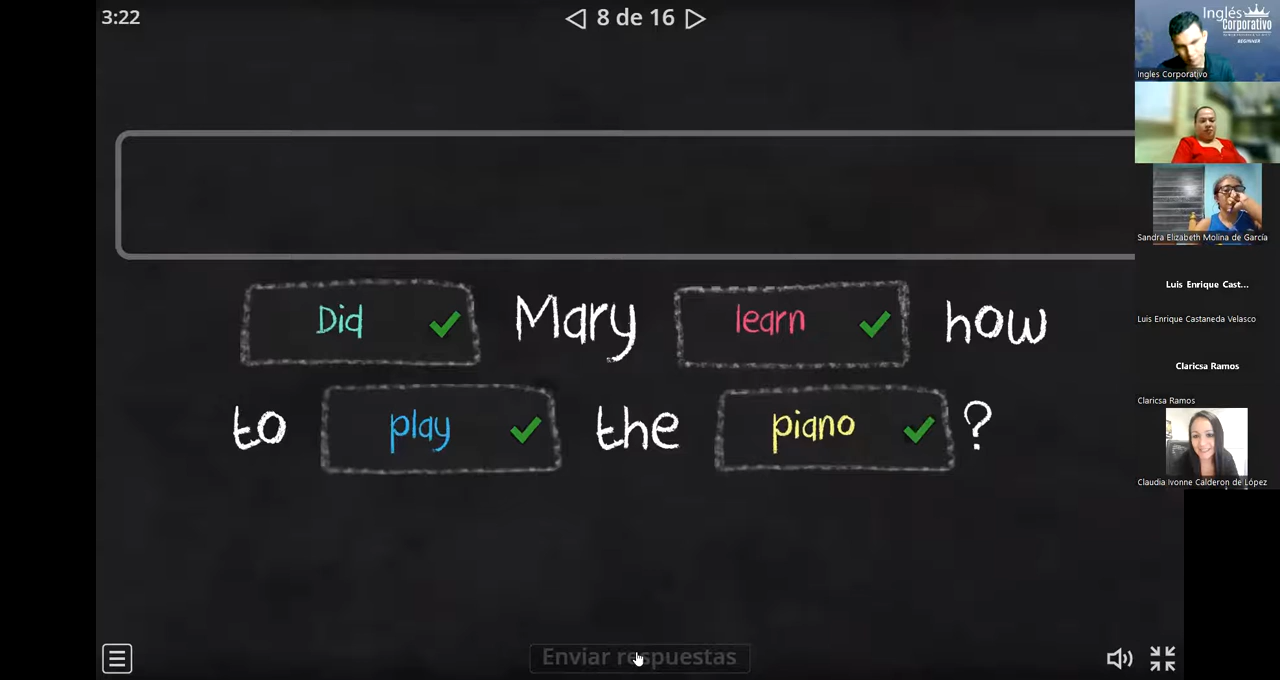 3:22
8 de 16
Did Mary learn how
to play the piano ?
Enviar respuestas
Inglés
Corporativo
BEGINNER
Ingles Corporativo
Sandra Elizabeth Molina de García
Luis Enrique Cast...
Luis Enrique Castaneda Velasco
Claricsa Ramos
Claricsa Ramos
Claudia Ivonne Calderon de López